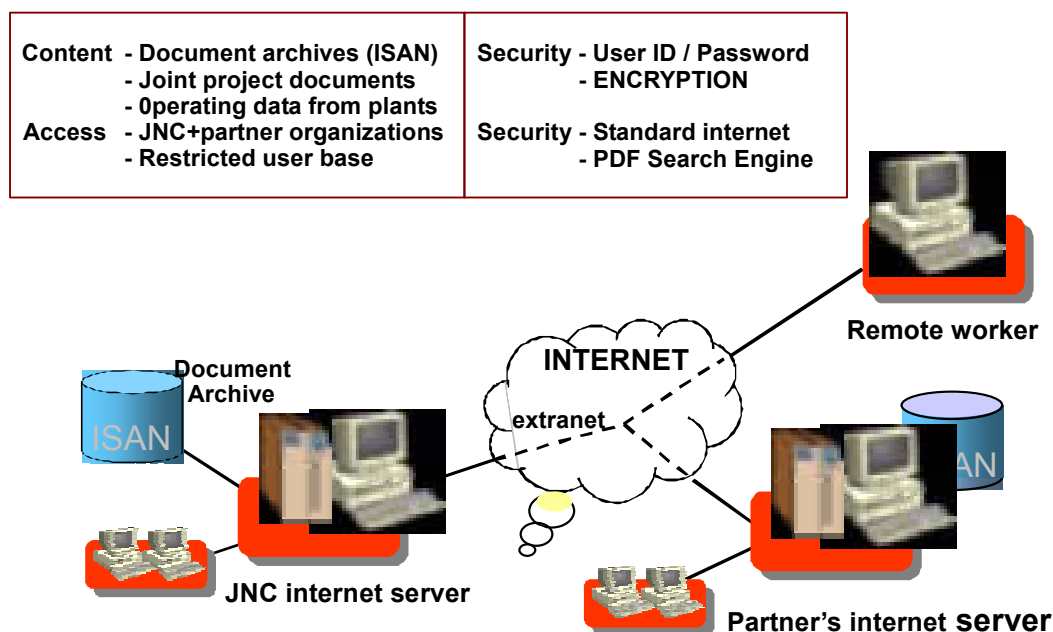 Content - Document archives (ISAN)
- Joint project documents
- 0perating data from plants
Access - JNC+partner organizations
- Restricted user base
Security - User ID / Password
- ENCRYPTION
Security - Standard internet
- PDF Search Engine
Remote worker
INTERNET
extranet
Document
Archive
ISAN
AN
JNC internet server
Partner's internet server